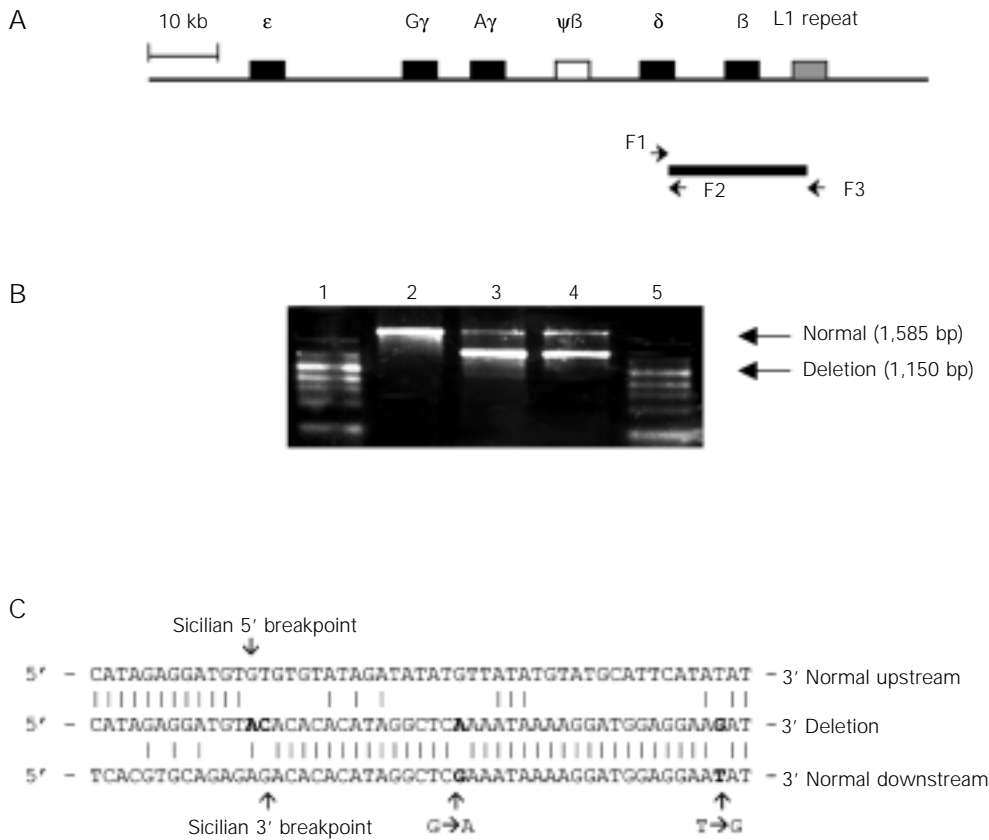 A
10 kb ε Gγ Aγ ψß δ ß L1 repeat
F1
F2 F3
B
1 2 3 4 5
Normal (1,585 bp)
Deletion (1,150 bp)
C
Sicilian 5′ breakpoint
5′ - CATAGAGGATGTGTGTGTATAGATATATGTTATATGTATGCATTCATATAT - 3′ Normal upstream
CATAGAGGATGTACACACACATAGGCTCAAAATAAAAGGATGGAGGAAGAT - 3′ Deletion
5′ - TCACGTGCAGAGAGACACACATAGGCTCGAAATAAAAGGATGGAGGAATAT - 3′ Normal downstream
Sicilian 3′ breakpoint G→A T→G